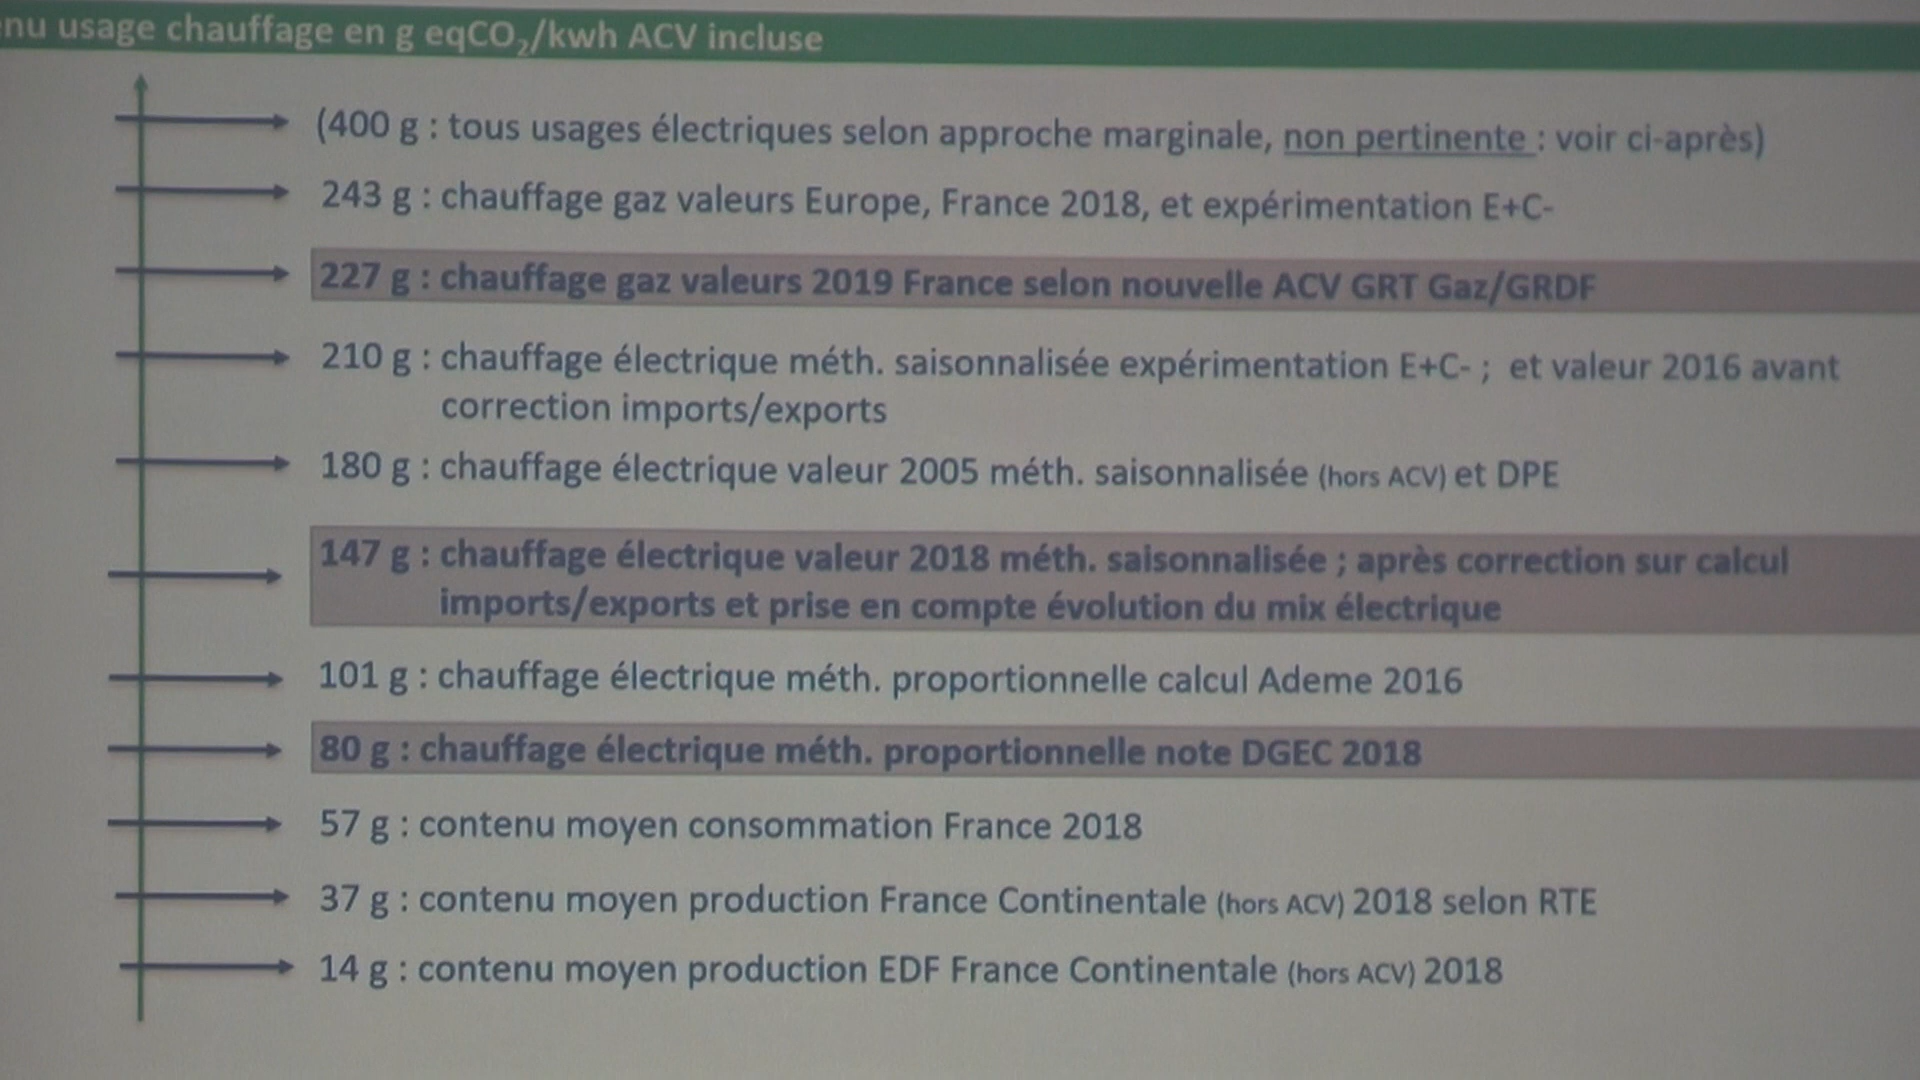 usage chauffage en g eqCO₂/kwh ACV incluse
(400 g : tous usages électriques selon approche marginale, non pertinente : voir ci-après)
243 g : chauffage gaz valeurs Europe, France 2018, et expérimentation E+C-
227 g : chauffage gaz valeurs 2019 France selon nouvelle ACV GRT Gaz/GRDF
210 g : chauffage électrique méth. saisonnalisée expérimentation E+C- ; et valeur 2016 avant
correction imports/exports
180 g : chauffage électrique valeur 2005 méth. saisonnalisée (hors ACV) et DPE
147 g : chauffage électrique valeur 2018 méth. saisonnalisée ; après correction sur calcul
imports/exports et prise en compte évolution du mix électrique
101 g : chauffage électrique méth. proportionnelle calcul Ademe 2016
80 g : chauffage électrique méth. proportionnelle note DGEC 2018
57 g : contenu moyen consommation France 2018
37 g : contenu moyen production France Continentale (hors ACV) 2018 selon RTE
14 g : contenu moyen production EDF France Continentale (hors ACV) 2018